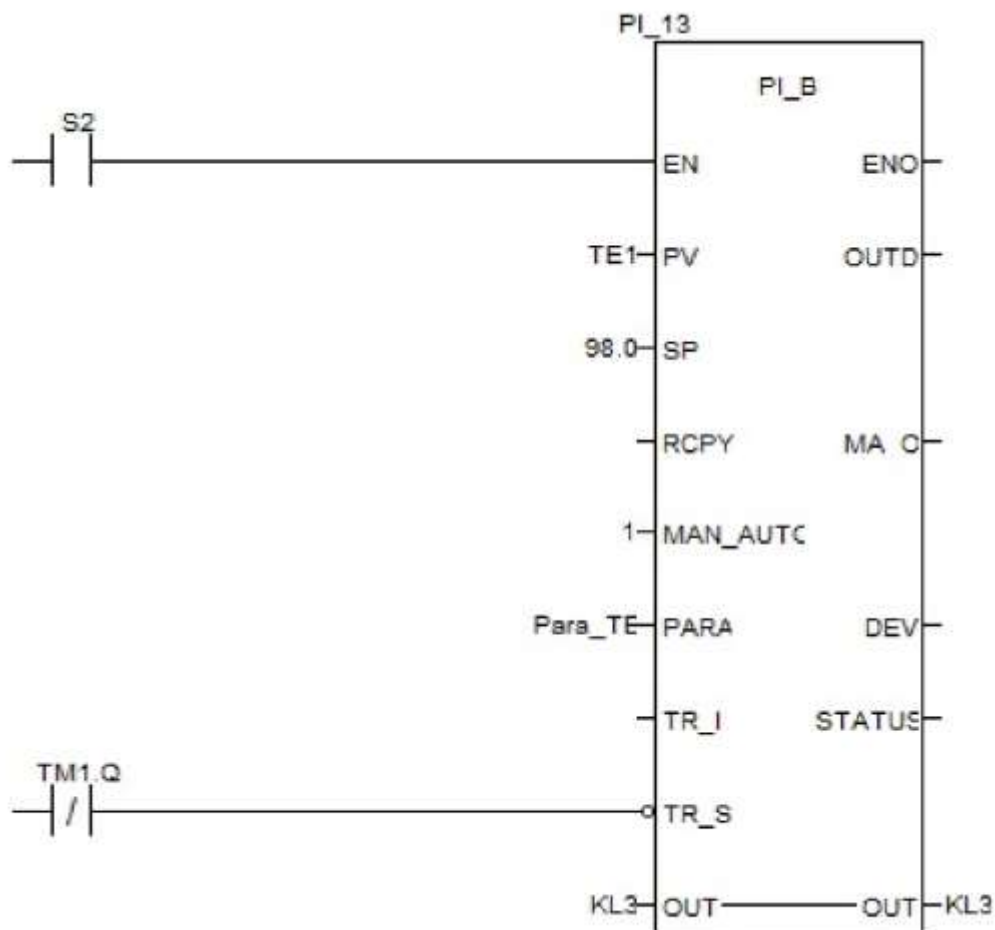 PI_13
PI_B
S2
EN ENO
TE1 PV OUTD
98.0 SP
RCPY MA C
1 MAN_AUTC
Para_TE PARA DEV
TR_I STATUS
TM1.Q
/ TR_S
KL3 OUT OUT KL3